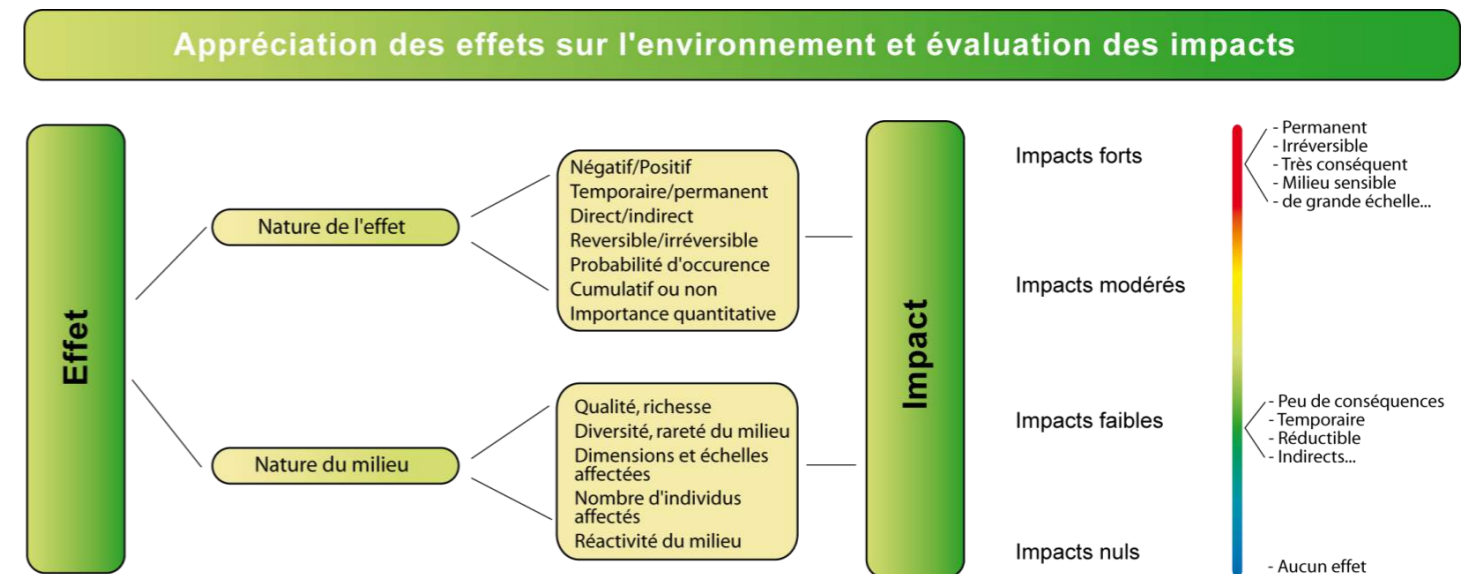 Appréciation des effets sur l'environnement et évaluation des impacts
Effet
Nature de l'effet
Négatif/Positif
Temporaire/permanent
Direct/indirect
Reversible/irréversible
Probabilité d'occurence
Cumulatif ou non
Importance quantitative
Nature du milieu
Qualité, richesse
Diversité, rareté du milieu
Dimensions et échelles
affectées
Nombre d'individus
affectés
Réactivité du milieu
Impact
Impacts forts
- Permanent
- Irréversible
- Très conséquent
- Milieu sensible
- de grande échelle...
Impacts modérés
Impacts faibles
- Peu de conséquences
- Temporaire
- Réductible
- Indirects...
Impacts nuls
- Aucun effet